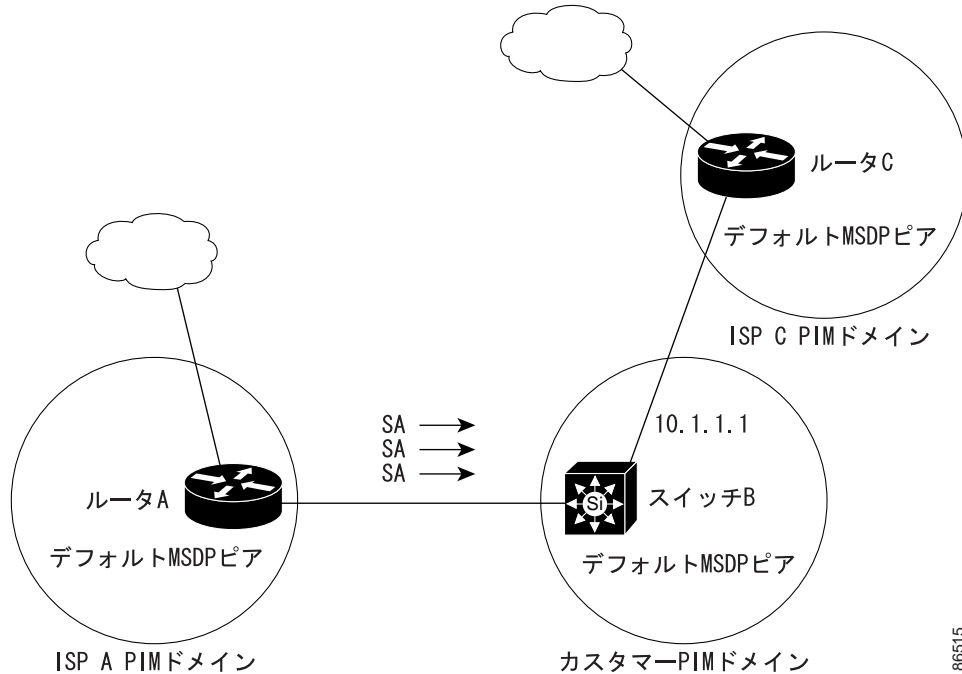 ルータC
デフォルトMSDPピア
ISP C PIMドメイン
SA
SA
SA
10.1.1.1
ルータA
Si
スイッチB
デフォルトMSDPピア
デフォルトMSDPピア
ISP A PIMドメイン
カスタマーPIMドメイン
86515